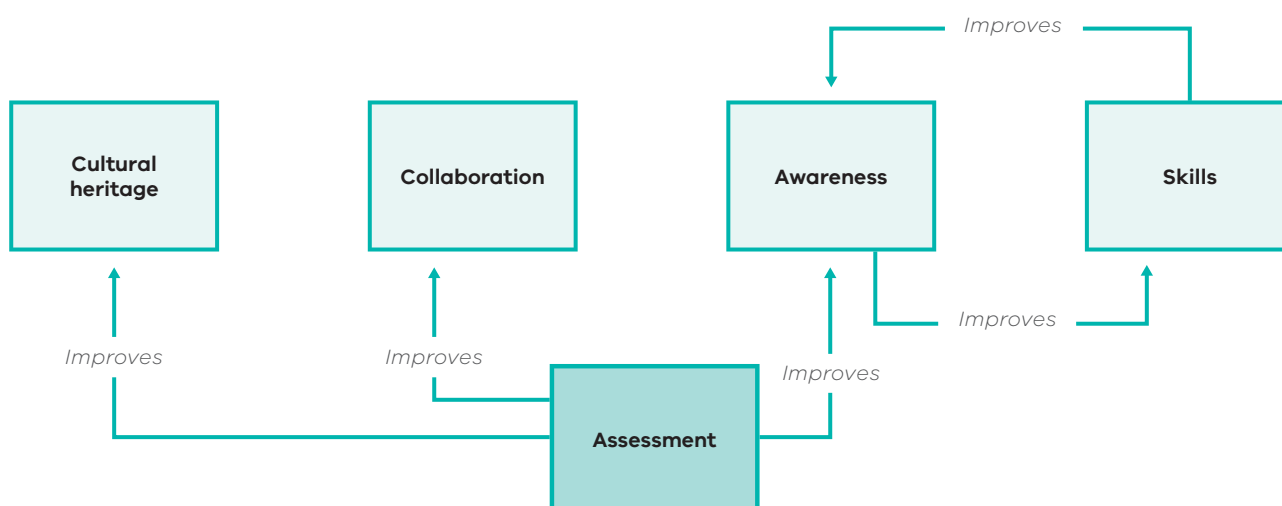 Improves
Cultural
heritage
Collaboration
Awareness
Skills
Improves
Improves
Improves
Improves
Assessment